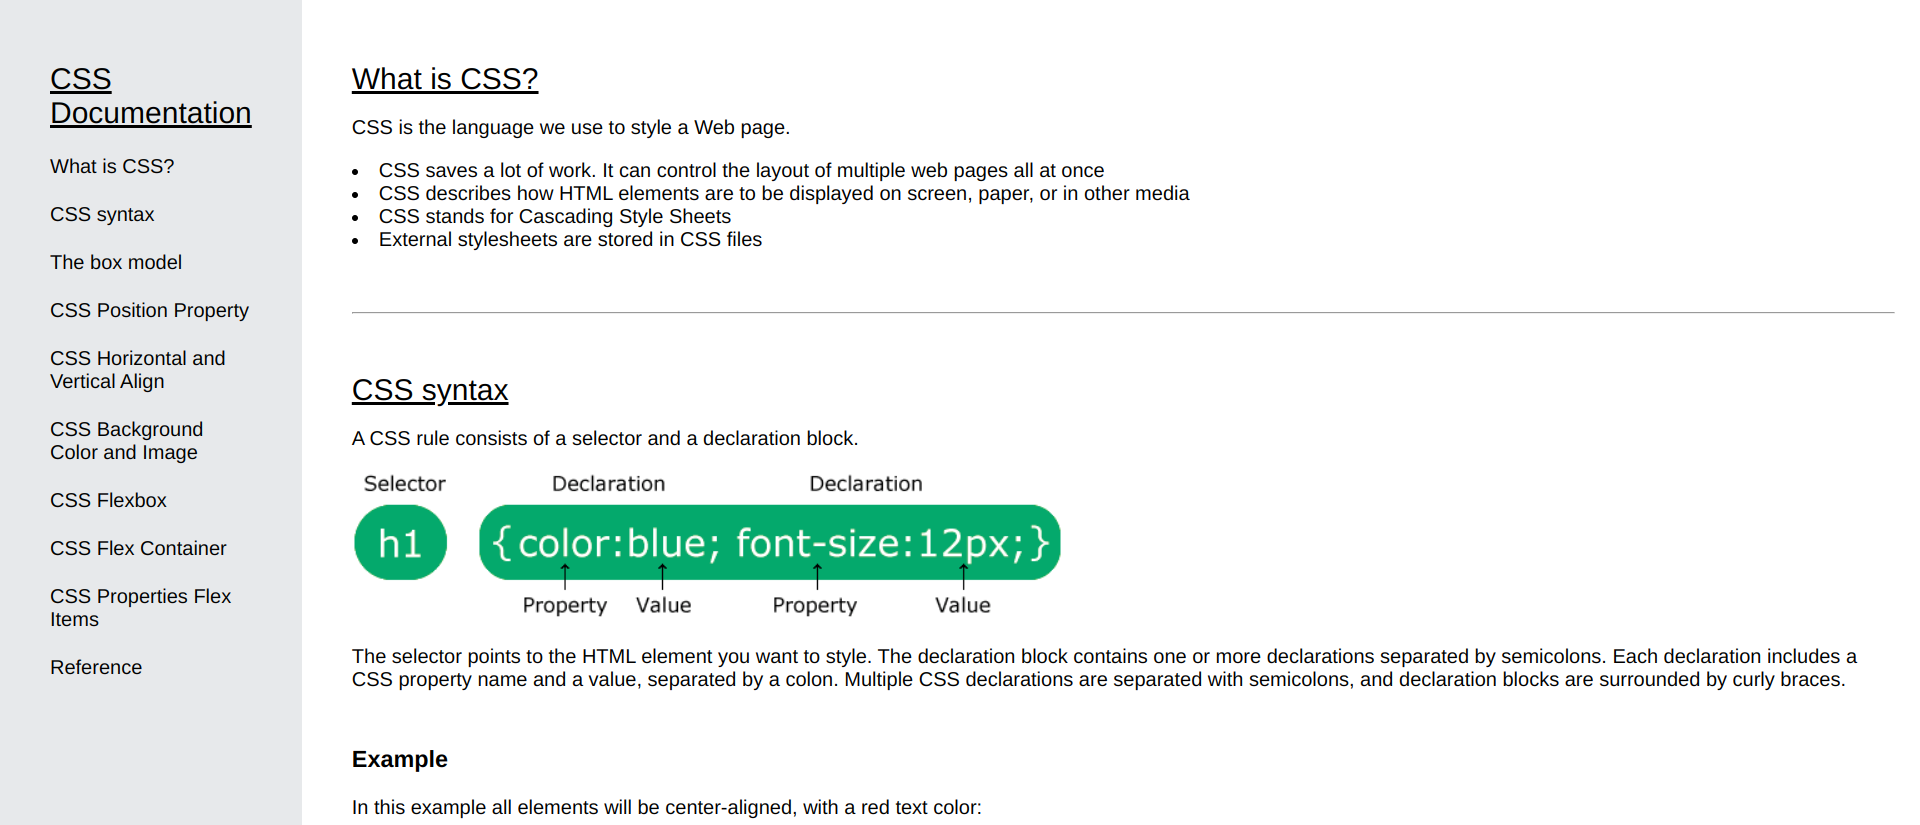 CSS
Documentation
What is CSS?
CSS syntax
The box model
CSS Position Property
CSS Horizontal and
Vertical Align
CSS Background
Color and Image
CSS Flexbox
CSS Flex Container
CSS Properties Flex
Items
Reference
What is CSS?
CSS is the language we use to style a Web page.
• CSS saves a lot of work. It can control the layout of multiple web pages all at once
• CSS describes how HTML elements are to be displayed on screen, paper, or in other media
• CSS stands for Cascading Style Sheets
• External stylesheets are stored in CSS files
CSS syntax
A CSS rule consists of a selector and a declaration block.
Selector Declaration Declaration
h1 {color:blue; font-size:12px;}
Property Value Property Value
The selector points to the HTML element you want to style. The declaration block contains one or more declarations separated by semicolons. Each declaration includes a
CSS property name and a value, separated by a colon. Multiple CSS declarations are separated with semicolons, and declaration blocks are surrounded by curly braces.
Example
In this example all elements will be center-aligned, with a red text color: